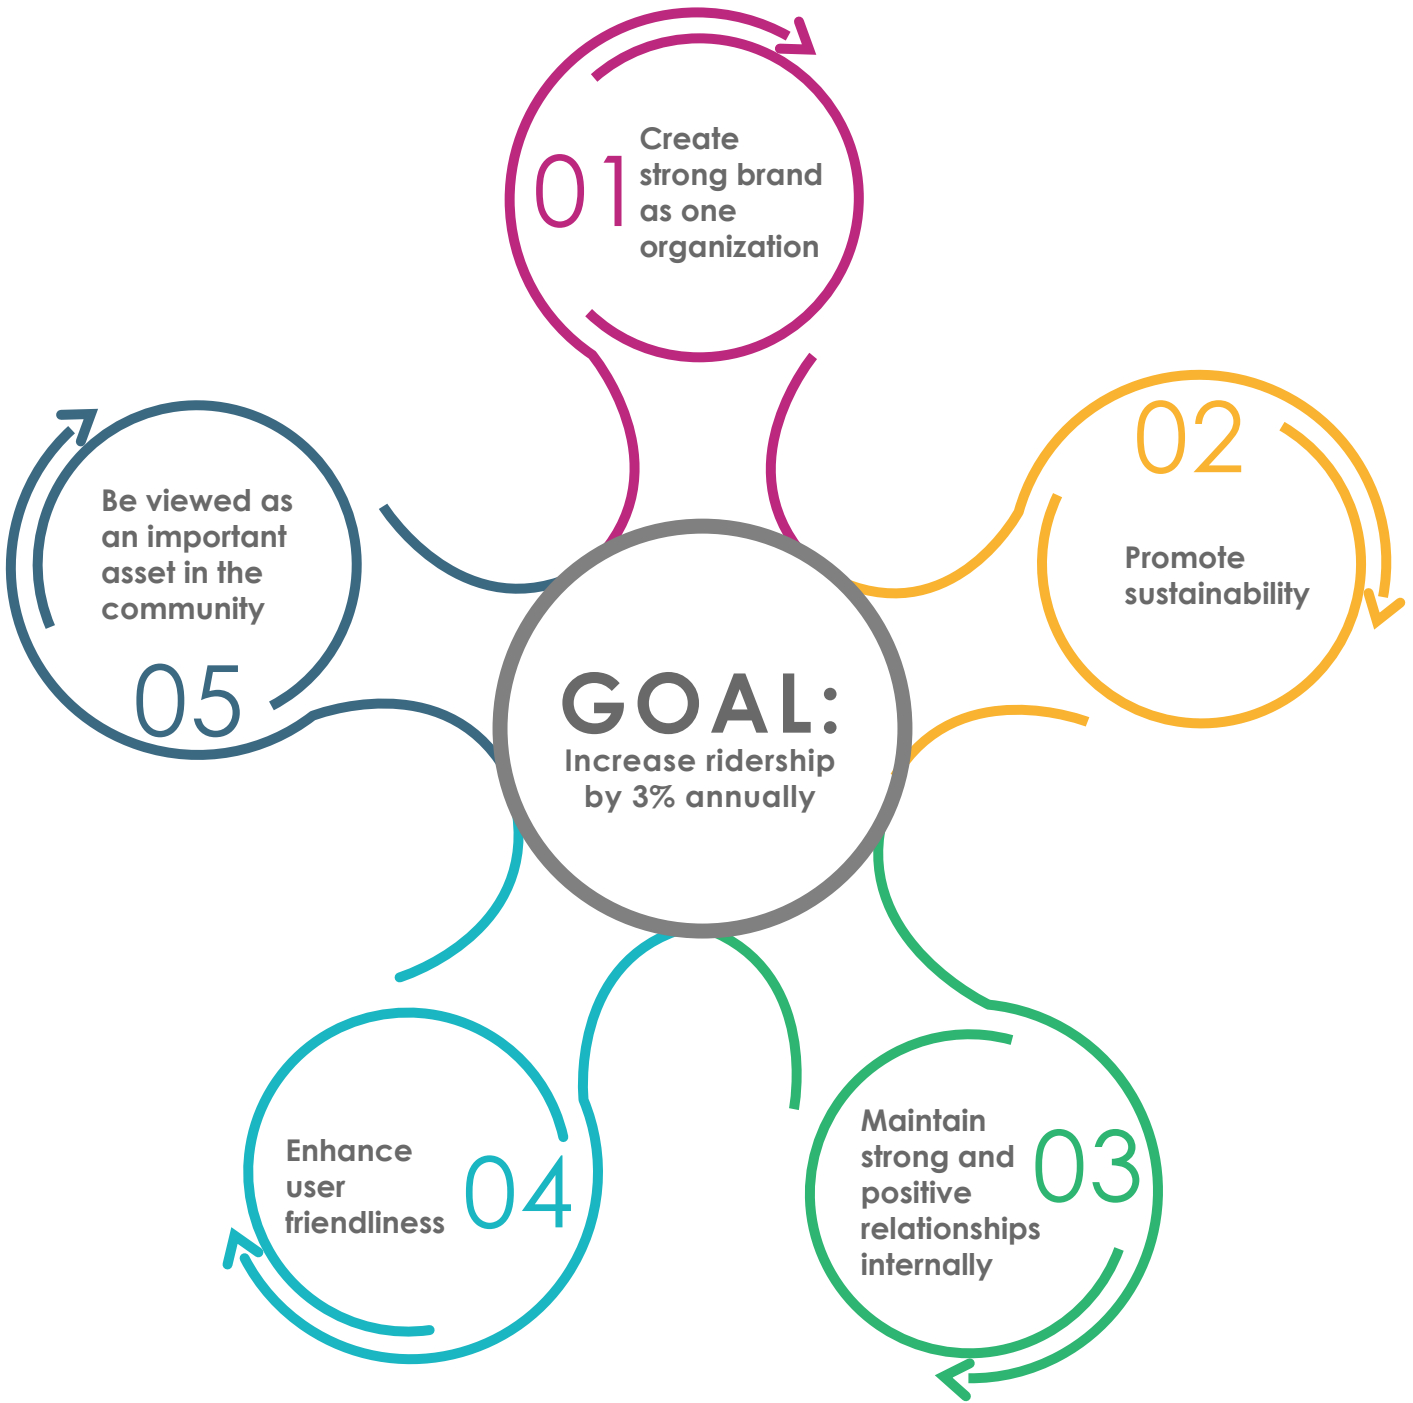 01
Create
strong brand
as one
organization
02
Promote
sustainability
Be viewed as
an important
asset in the
community
05
GOAL:
Increase ridership
by 3% annually
Maintain
strong and
positive
relationships
internally
03
Enhance
user
friendliness
04